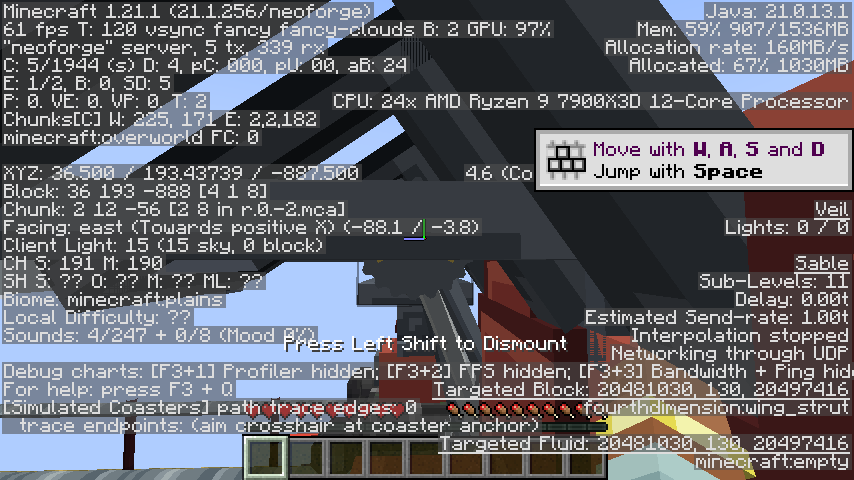 Minecraft 1.21.1 (21.1.256/neoforge)
61 fps T: 120 vsync fancy fancy-clouds B: 2 GPU: 97%
"neoforge" server, 5 tx, 339 rx
C: 5/1944 (s) D: 4, pC: 000, pU: 00, aB: 24
E: 1/2, B: 0, SD: 5
P: 0. VE: 0. VP: 0. T: 2
Chunks[C] W: 225, 171 E: 2,2,182
minecraft:overworld FC: 0
XYZ: 36.500 / 193.43739 / -887.500
Block: 36 193 -888 [4 1 8]
Chunk: 2 12 -56 [2 8 in r.0.-2.mca]
Facing: east (Towards positive X) (-88.1 / -3.8)
Client Light: 15 (15 sky, 0 block)
CH S: 191 M: 190
SH S: ?? O: ?? M: ?? ML: ??
Biome: minecraft:plains
Local Difficulty: ??
Sounds: 4/247 + 0/8 (Mood 0%)
Debug charts: [F3+1] Profiler hidden; [F3+2] FPS hidden; [F3+3] Bandwidth + Ping
For help: press F3 + Q
[Simulated Coasters] path trace edges: 0
trace endpoints: (aim crosshair at coaster anchor)
Java: 21.0.13.1
Mem: 59% 907/1536MB
Allocation rate: 160MB/s
Allocated: 67% 1030MB
CPU: 24x AMD Ryzen 9 7900X3D 12-Core Processor
4.6 (Co
Move with W, A, S and D
Jump with Space
Veil
Lights: 0 / 0
Sable
Sub-Levels: 11
Delay: 0.00t
Estimated Send-rate: 1.00t
Interpolation stopped
Networking through UDP
Targeted Block: 20481030, 130, 20497416
fourthdimension:wing_strut
Targeted Fluid: 20481030, 130, 20497416
minecraft:empty
Press Left Shift to Dismount